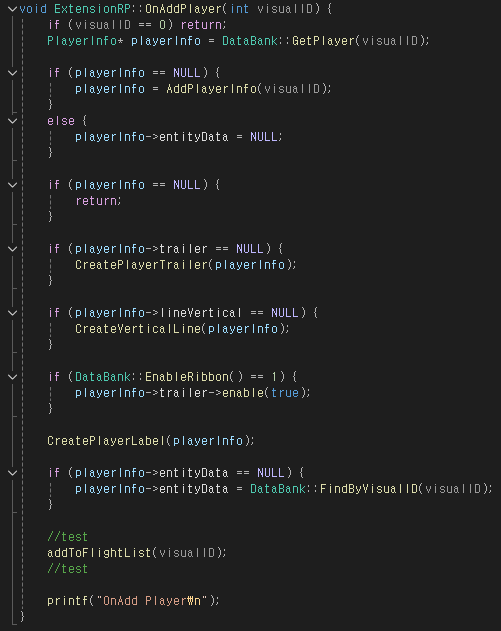 void ExtensionRP::OnAddPlayer(int visualID) {
    if (visualID == 0) return;
    PlayerInfo* playerInfo = DataBank::GetPlayer(visualID);

    if (playerInfo == NULL) {
        playerInfo = AddPlayerInfo(visualID);
    }
    else {
        playerInfo->entityData = NULL;
    }

    if (playerInfo == NULL) {
        return;
    }

    if (playerInfo->trailer == NULL) {
        CreatePlayerTrailer(playerInfo);
    }

    if (playerInfo->lineVertical == NULL) {
        CreateVerticalLine(playerInfo);
    }

    if (DataBank::EnableRibbon() == 1) {
        playerInfo->trailer->enable(true);
    }

    CreatePlayerLabel(playerInfo);

    if (playerInfo->entityData == NULL) {
        playerInfo->entityData = DataBank::FindByVisualID(visualID);
    }

    //test
    addToFlightList(visualID);
    //test

    printf("OnAdd Player₩n");
}